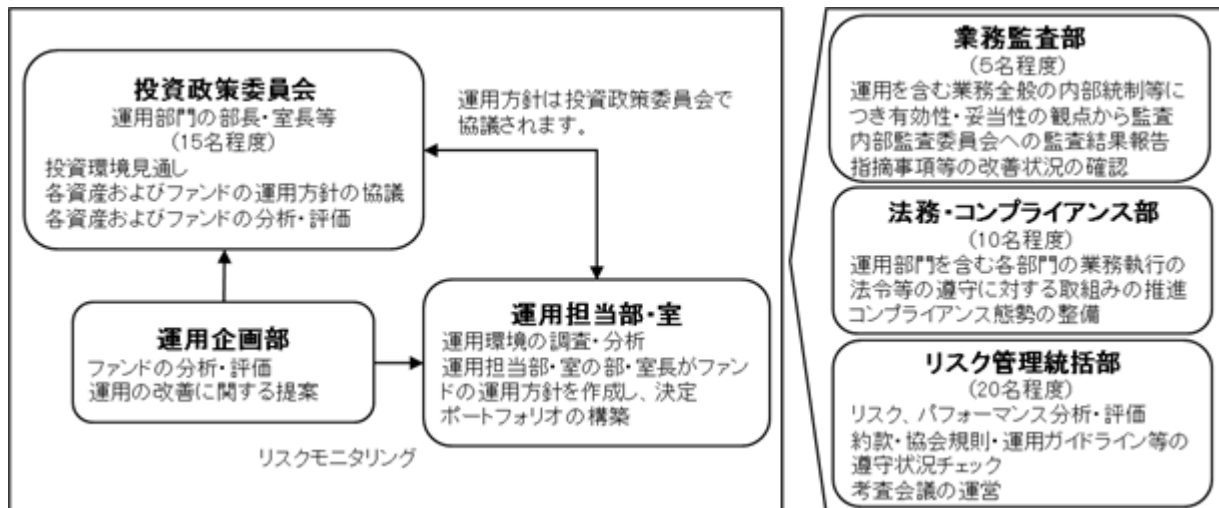 投資政策委員会
運用部門の部長・室長等
(15名程度)
投資環境見通し
各資産およびファンドの運用方針の協議
各資産およびファンドの分析・評価
運用方針は投資政策委員会で
協議されます。
運用企画部
ファンドの分析・評価
運用の改善に関する提案
運用担当部・室
運用環境の調査・分析
運用担当部・室の部・室長がファン
ドの運用方針を作成し、決定
ポートフォリオの構築
リスクモニタリング
業務監査部
(5名程度)
運用を含む業務全般の内部統制等に
つき有効性・妥当性の観点から監査
内部監査委員会への監査結果報告
指摘事項等の改善状況の確認
法務・コンプライアンス部
(10名程度)
運用部門を含む各部門の業務執行の
法令等の遵守に対する取組みの推進
コンプライアンス態勢の整備
リスク管理統括部
(20名程度)
リスク、パフォーマンス分析・評価
約款・協会規則・運用ガイドライン等の
遵守状況チェック
考査会議の運営